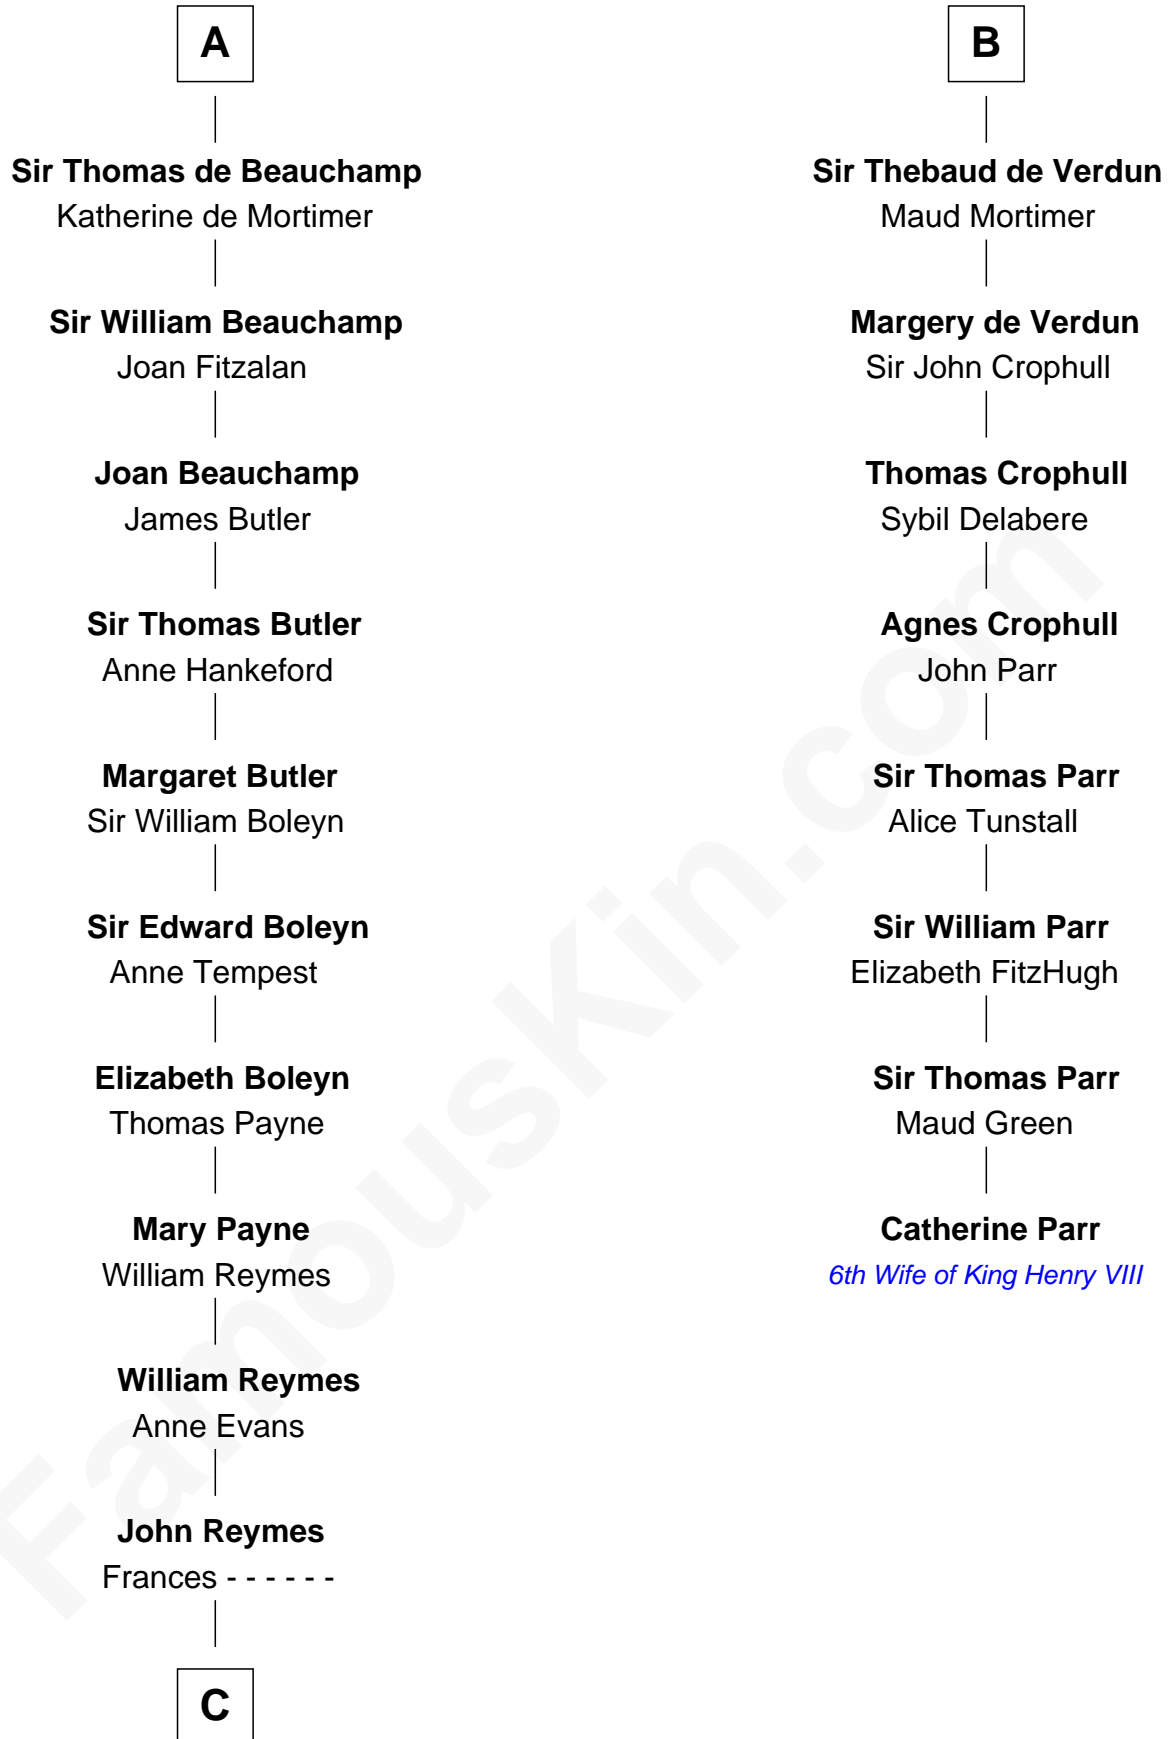 A
Sir Thomas de Beauchamp
Katherine de Mortimer
Sir William Beauchamp
Joan Fitzalan
Joan Beauchamp
James Butler
Sir Thomas Butler
Anne Hankeford
Margaret Butler
Sir William Boleyn
Sir Edward Boleyn
Anne Tempest
Elizabeth Boleyn
Thomas Payne
Mary Payne
William Reymes
William Reymes
Anne Evans
John Reymes
Frances - - - - - -
C
B
Sir Thebaud de Verdun
Maud Mortimer
Margery de Verdun
Sir John Crophull
Thomas Crophull
Sybil Delabere
Agnes Crophull
John Parr
Sir Thomas Parr
Alice Tunstall
Sir William Parr
Elizabeth FitzHugh
Sir Thomas Parr
Maud Green
Catherine Parr
6th Wife of King Henry VIII
FamousKin.com